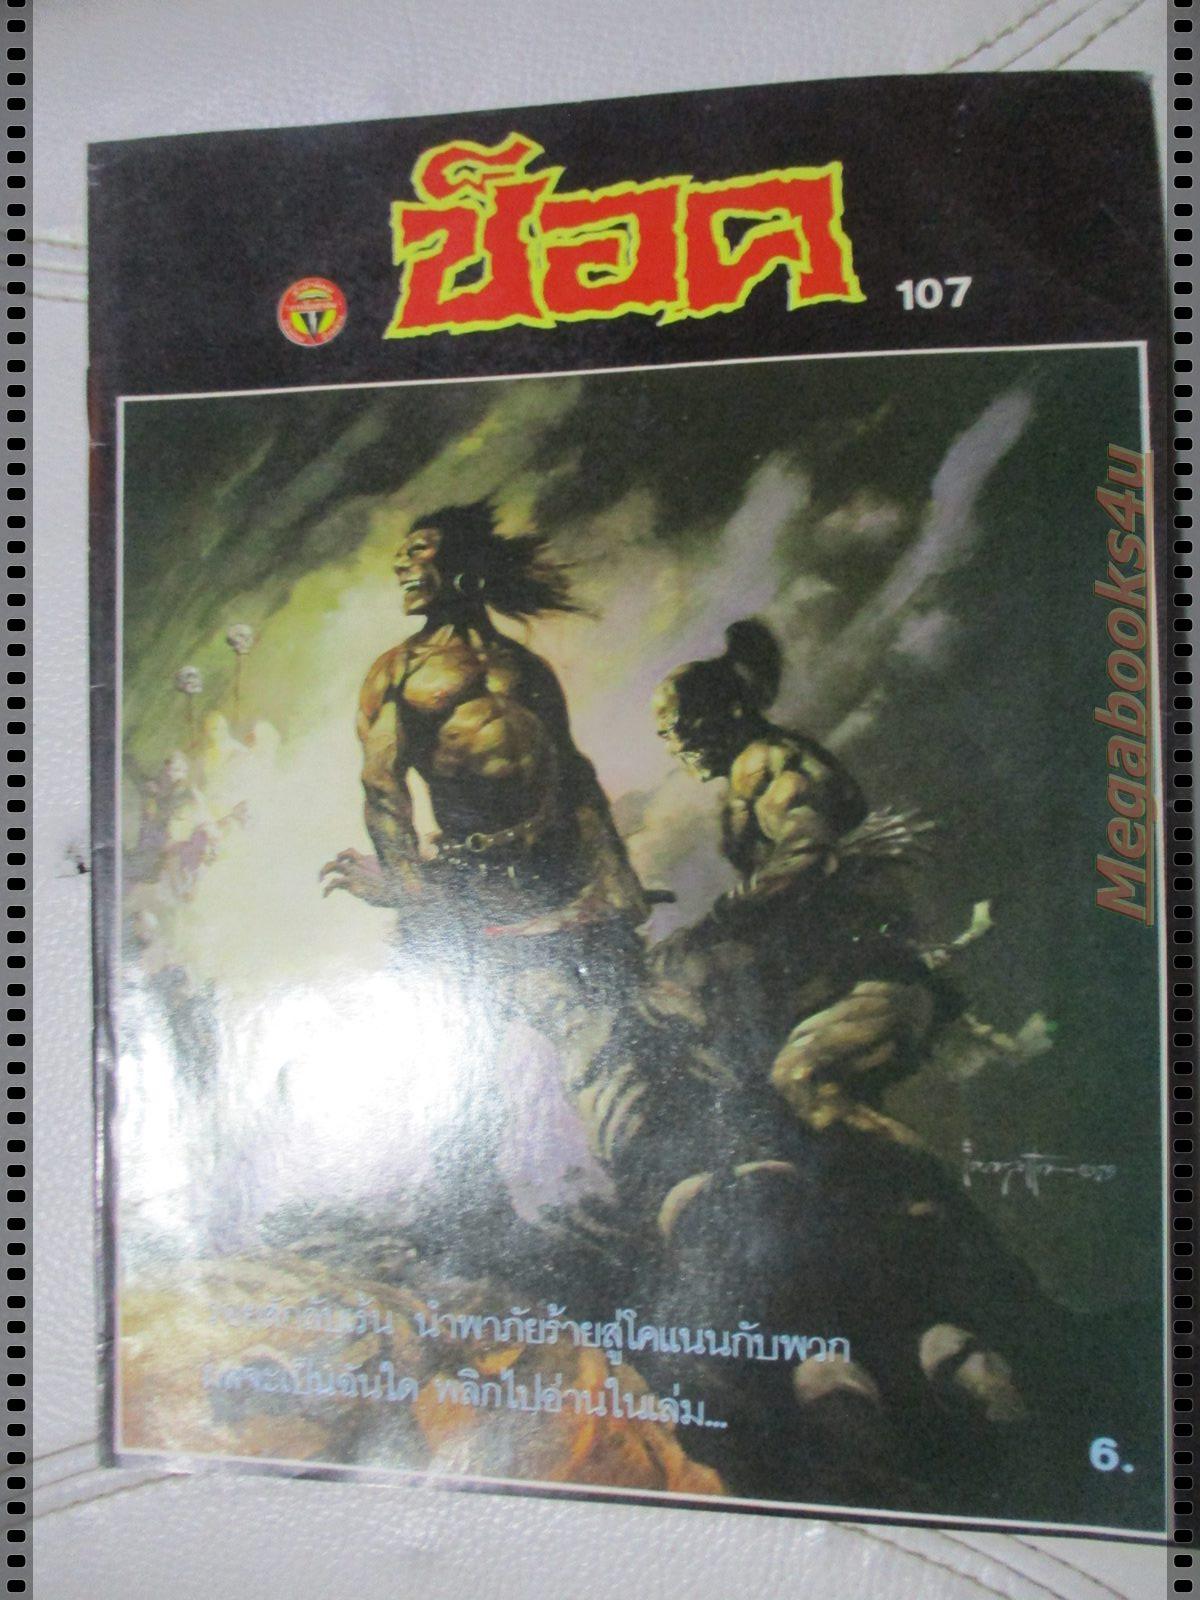 ช็อค
107
นำพาภัยร้ายสู่โคแนนกับพวก
จะเป็นฉันใด พลิกไปอ่านในเล่ม...
6.
Megabooks4u